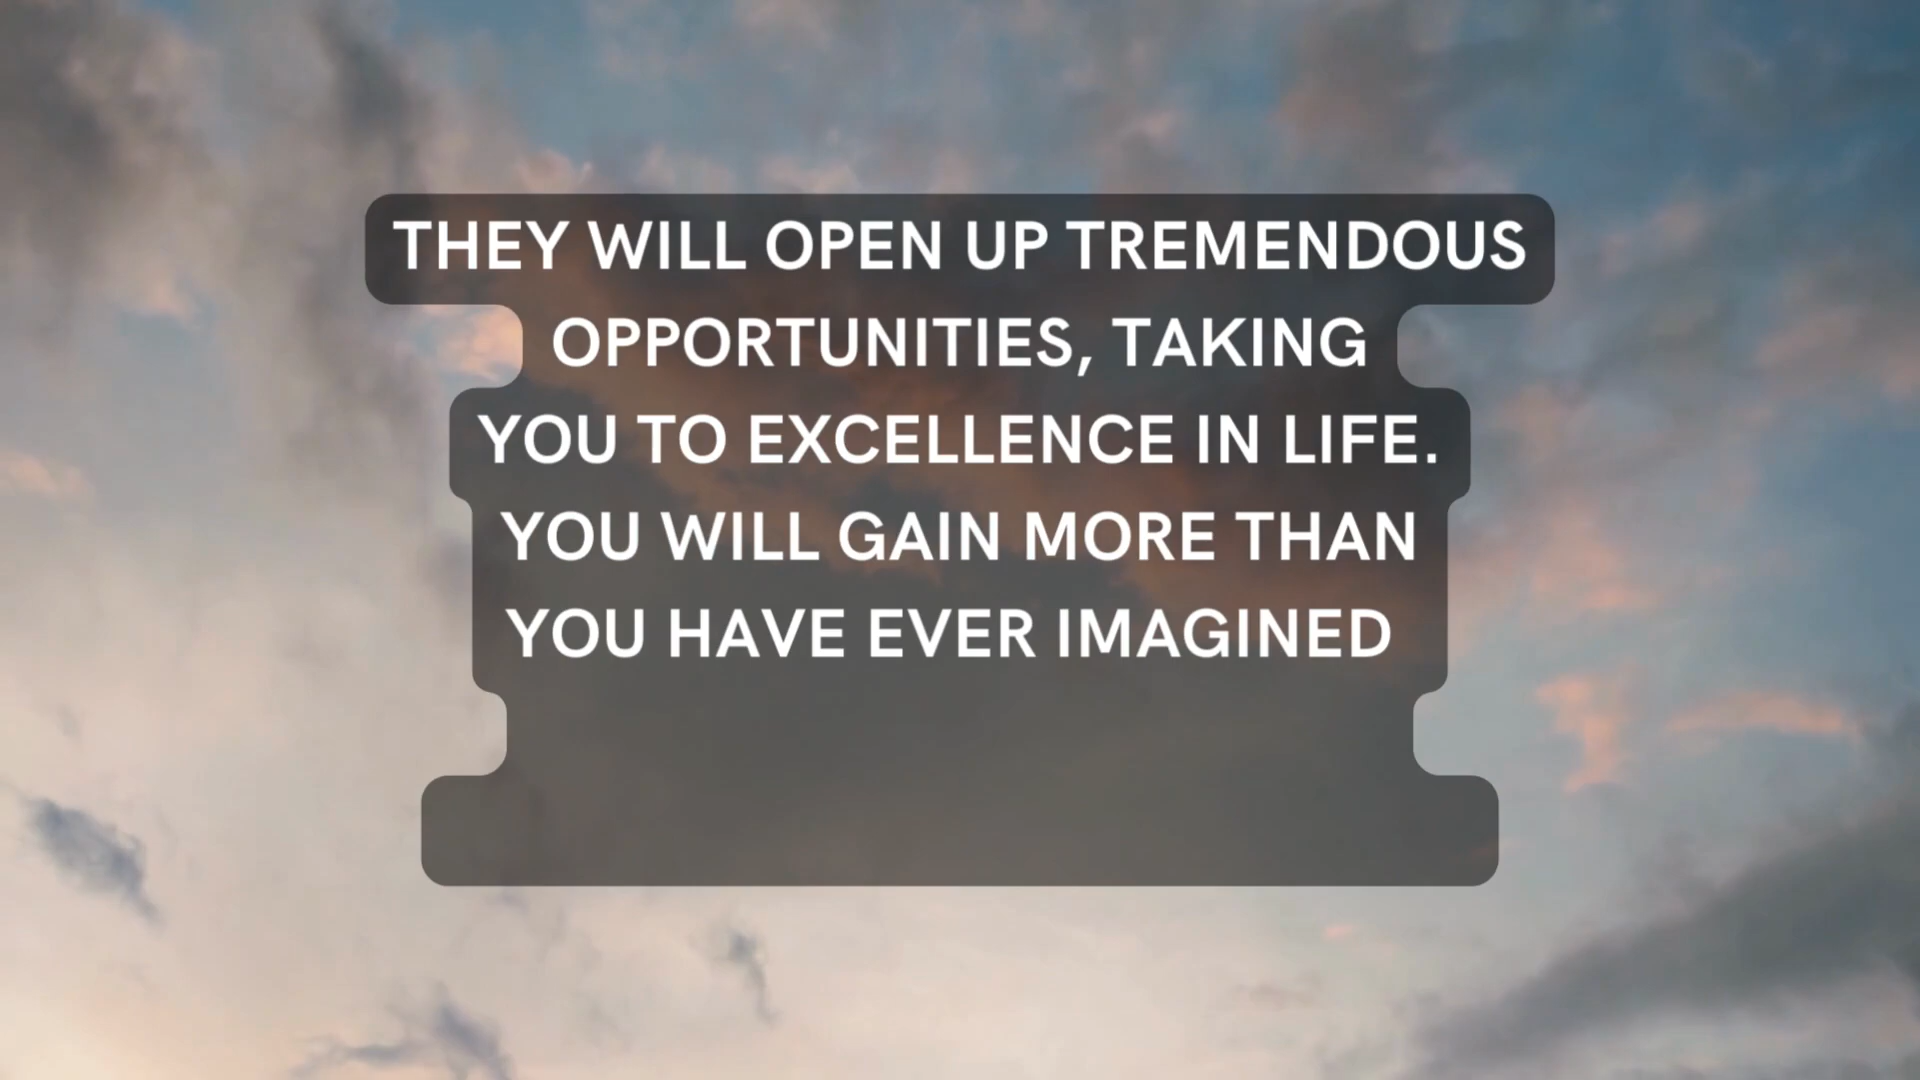 THEY WILL OPEN UP TREMENDOUS
OPPORTUNITIES, TAKING
YOU TO EXCELLENCE IN LIFE.
YOU WILL GAIN MORE THAN
YOU HAVE EVER IMAGINED